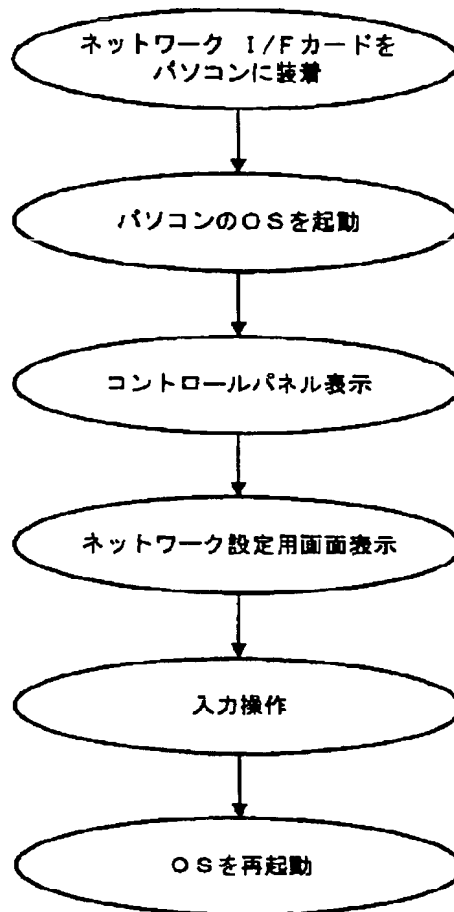 ネットワーク I/Fカードを
パソコンに装着
パソコンのOSを起動
コントロールパネル表示
ネットワーク設定用画面表示
入力操作
OSを再起動